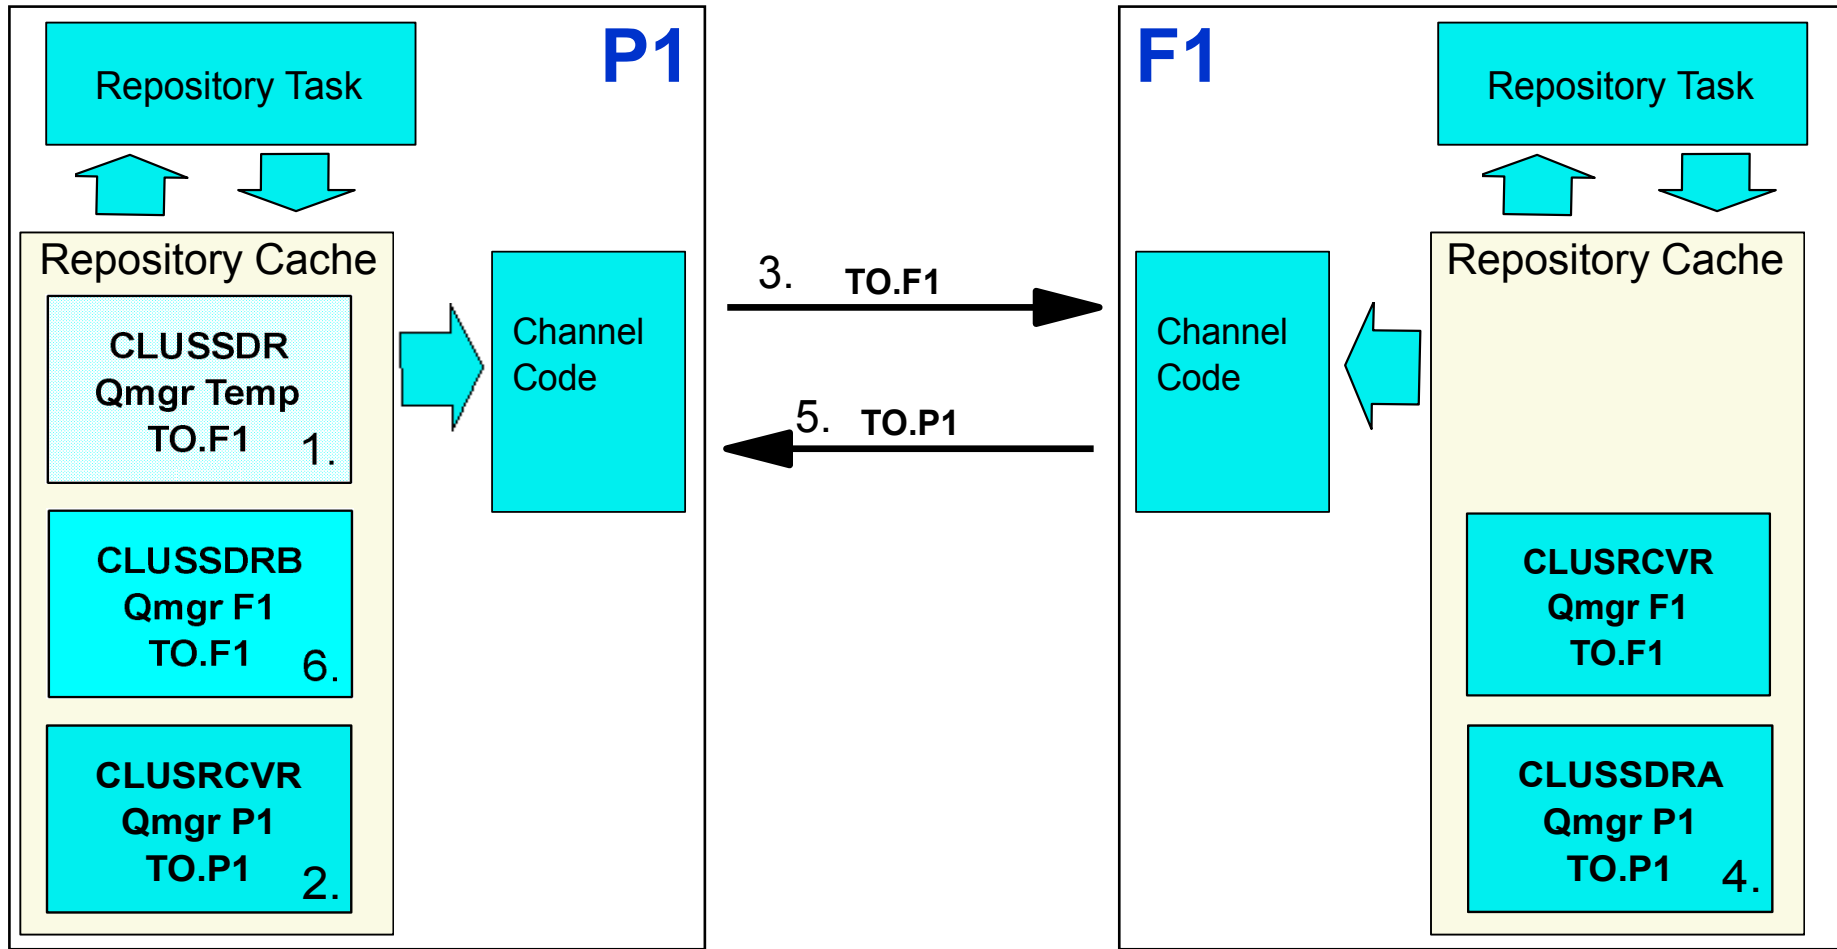 P1
Repository Task
Repository Cache
CLUSSDR
Qmgr Temp
TO.F1
1.
CLUSSDRB
Qmgr F1
TO.F1
6.
CLUSRCVR
Qmgr P1
TO.P1
2.
Channel
Code
3. TO.F1
5. TO.P1
F1
Repository Task
Channel
Code
Repository Cache
CLUSRCVR
Qmgr F1
TO.F1
CLUSSDRA
Qmgr P1
TO.P1
4.